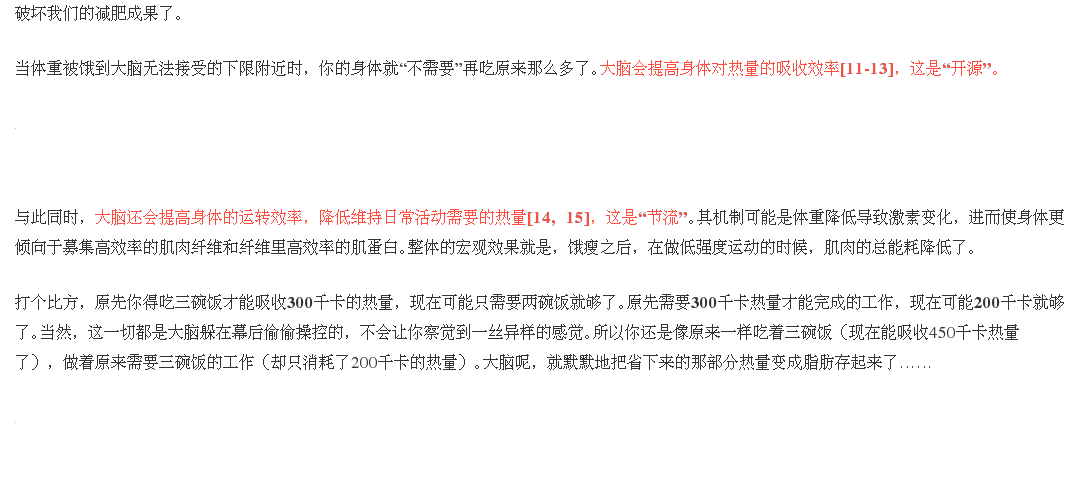 破坏我们的减肥成果了。
当体重被饿到大脑无法接受的下限附近时，你的身体就“不需要”再吃原来那么多了。大脑会提高身体对热量的吸收效率[11-13]，这是“开源”。
与此同时，大脑还会提高身体的运转效率，降低维持日常活动需要的热量[14，15]，这是“节流”。其机制可能是体重降低导致激素变化，进而使身体更
倾向于募集高效率的肌肉纤维和纤维里高效率的肌蛋白。整体的宏观效果就是，饿瘦之后，在做低强度运动的时候，肌肉的总能耗降低了。
打个比方，原先你得吃三碗饭才能吸收300千卡的热量，现在可能只需要两碗饭就够了。原先需要300千卡热量才能完成的工作，现在可能200千卡就够
了。当然，这一切都是大脑躲在幕后偷偷操控的，不会让你察觉到一丝异样的感觉。所以你还是像原来一样吃着三碗饭（现在能吸收450千卡热量
了），做着原来需要三碗饭的工作（却只消耗了200千卡的热量）。大脑呢，就默默地把省下来的那部分热量变成脂肪存起来了……